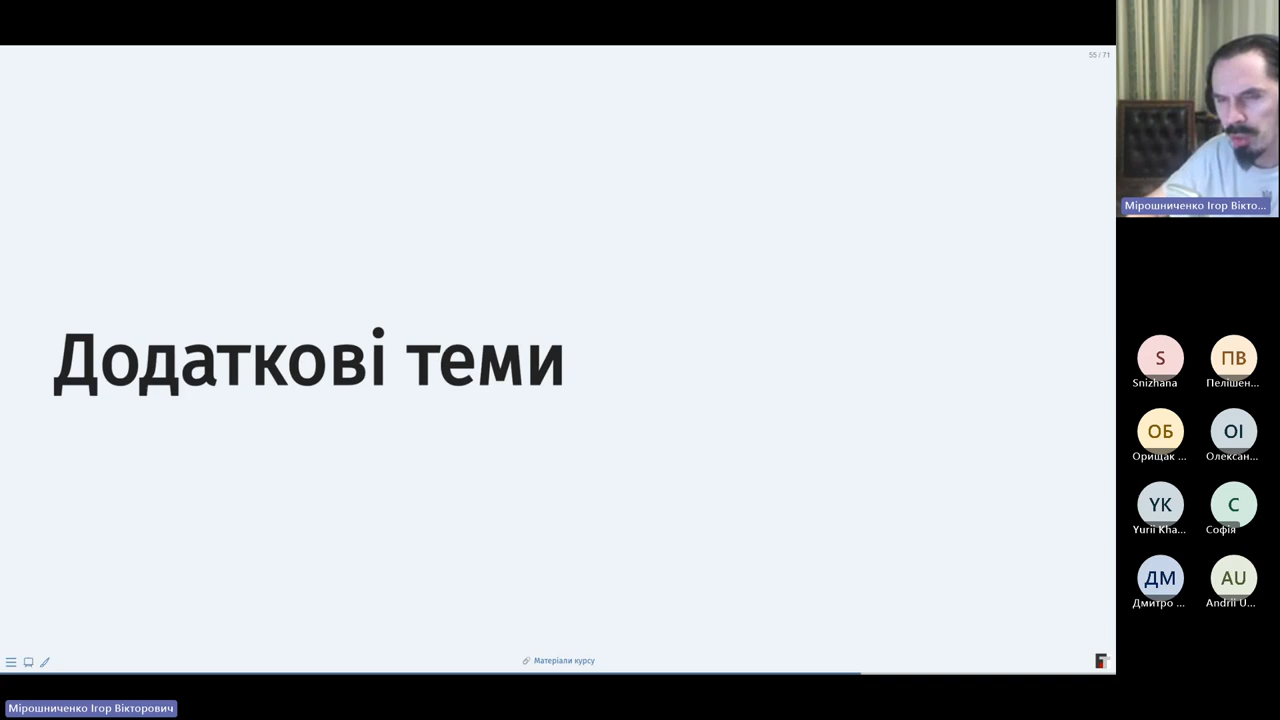 55 / 71
Додаткові теми
Матеріали курсу
Мірошниченко Ігор Вікто...
S
Snizhana
ПВ
Пелішен...
ОБ
Орищак ...
ОІ
Олексан...
YK
Yurii Kha...
С
Софія
ДМ
Дмитро ...
AU
Andrii U...
Мірошниченко Ігор Вікторович